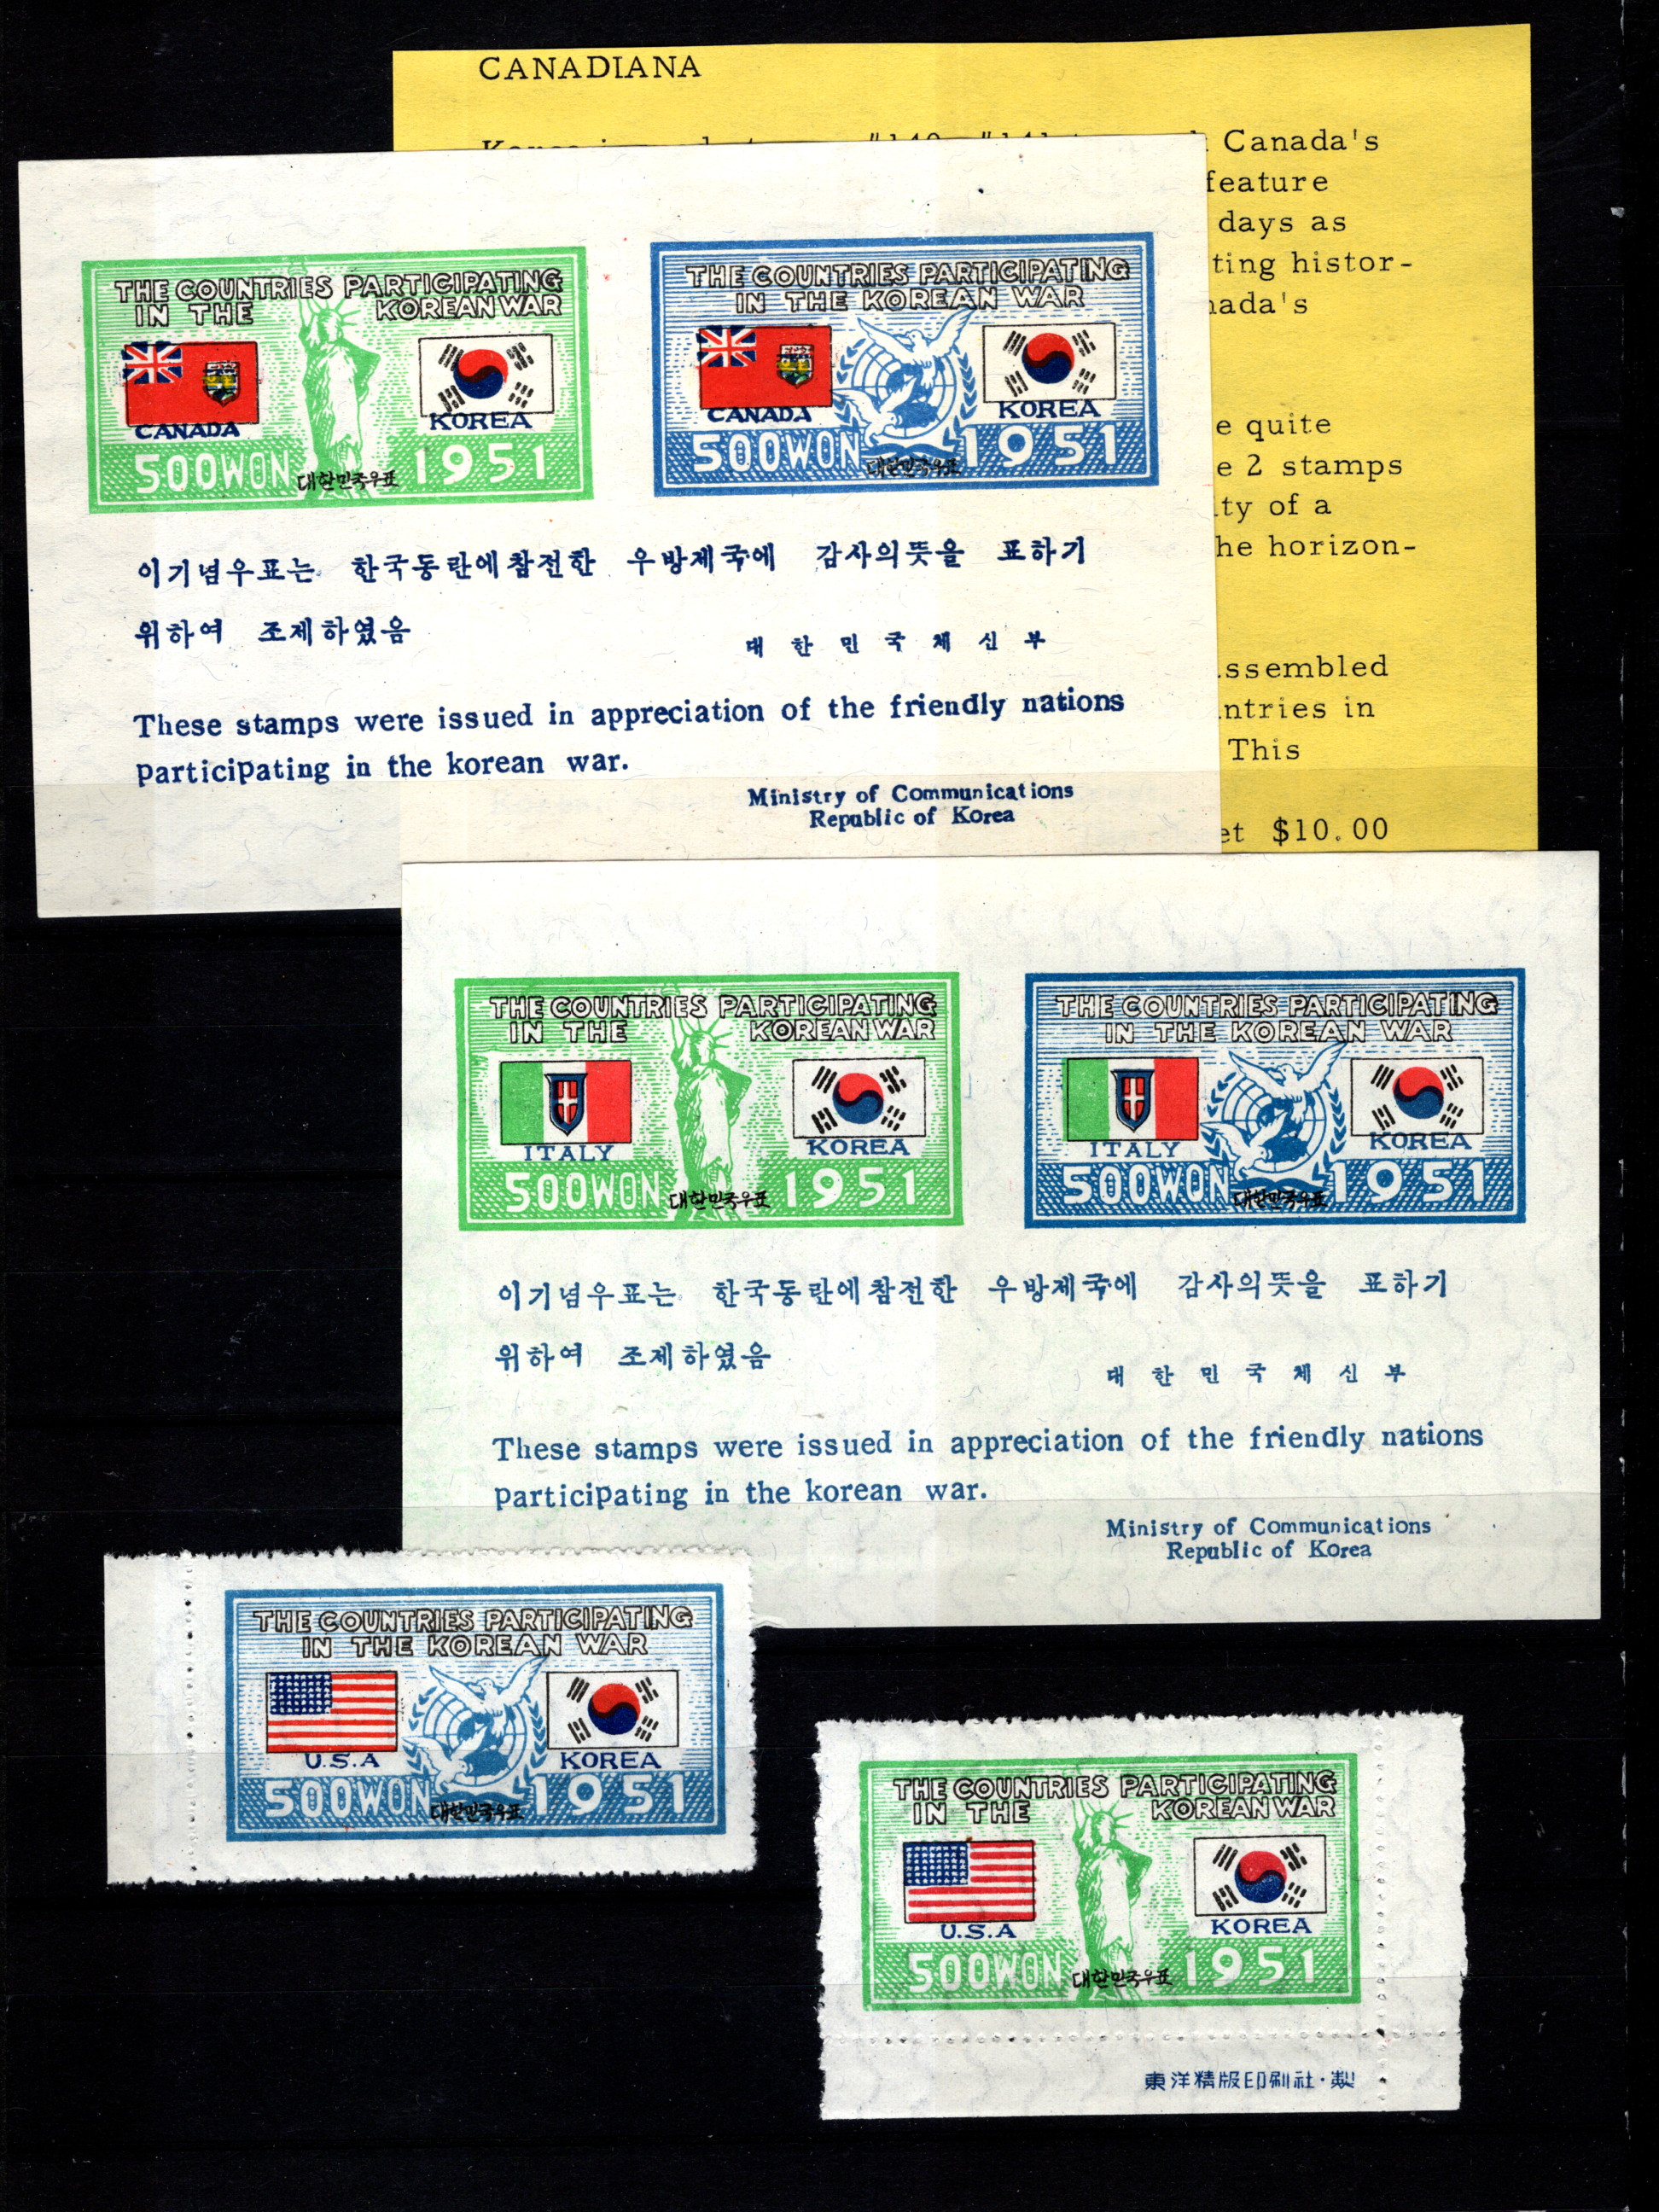 CANADIANA
Canada's
feature
days as
ting histor-
nada's
e quite
e 2 stamps
ity of a
he horizon-
ssembled
ntries in
This
et $10.00
THE COUNTRIES PARTICIPATING
IN THE KOREAN WAR
CANADA
KOREA
500WON 1951
대한민국우표
THE COUNTRIES PARTICIPATING
IN THE KOREAN WAR
CANADA
KOREA
500WON 1951
대한민국우표
이기념우표는 한국동란에참전한 우방제국에 감사의뜻을 표하기
위하여 조제하였음
대한민국체신부
These stamps were issued in appreciation of the friendly nations
participating in the korean war.
Ministry of Communications
Republic of Korea
THE COUNTRIES PARTICIPATING
IN THE KOREAN WAR
ITALY
KOREA
500WON 1951
대한민국우표
THE COUNTRIES PARTICIPATING
IN THE KOREAN WAR
ITALY
KOREA
500WON 1951
대한민국우표
이기념우표는 한국동란에참전한 우방제국에 감사의뜻을 표하기
위하여 조제하였음
대한민국체신부
These stamps were issued in appreciation of the friendly nations
participating in the korean war.
Ministry of Communications
Republic of Korea
THE COUNTRIES PARTICIPATING
IN THE KOREAN WAR
U.S.A
KOREA
500WON 1951
대한민국우표
THE COUNTRIES PARTICIPATING
IN THE KOREAN WAR
U.S.A
KOREA
500WON 1951
대한민국우표
東洋精版印刷社·製